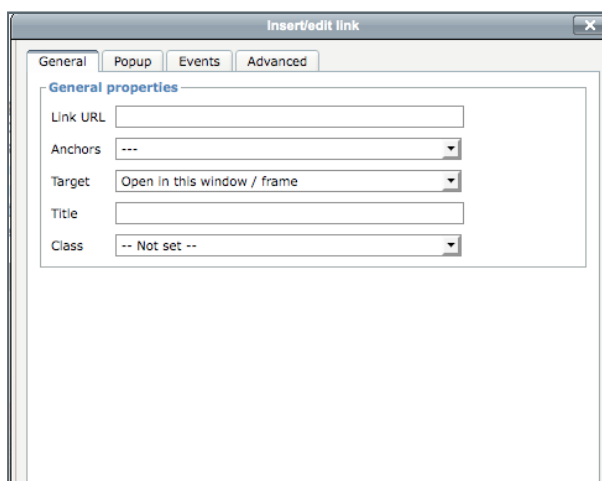 Insert/edit link
General Popup Events Advanced
General properties
Link URL
Anchors ---
Target Open in this window / frame
Title
Class -- Not set --